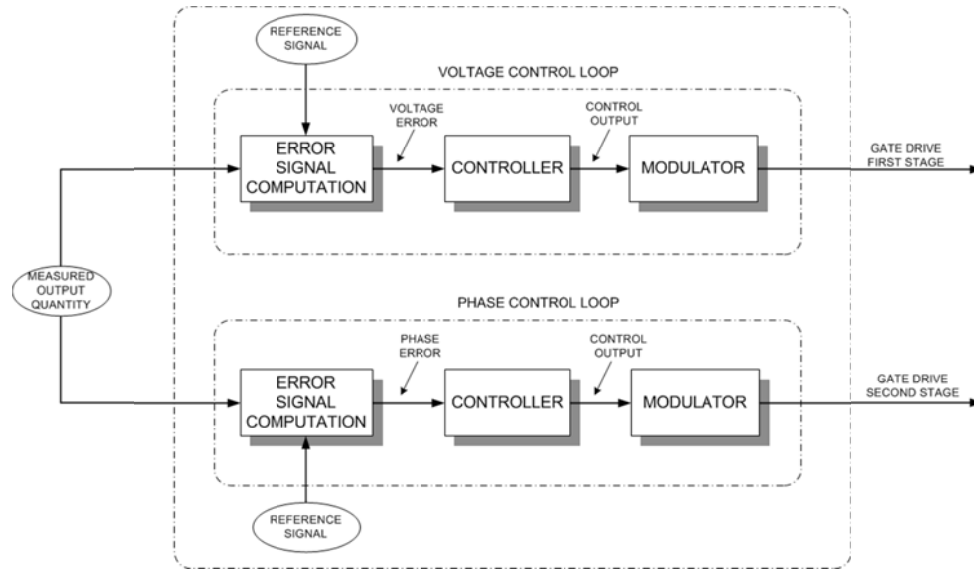 REFERENCE
SIGNAL
VOLTAGE CONTROL LOOP
VOLTAGE
ERROR
CONTROL
OUTPUT
ERROR
SIGNAL
COMPUTATION
CONTROLLER
MODULATOR
GATE DRIVE
FIRST STAGE
MEASURED
OUTPUT
QUANTITY
PHASE CONTROL LOOP
PHASE
ERROR
CONTROL
OUTPUT
ERROR
SIGNAL
COMPUTATION
CONTROLLER
MODULATOR
GATE DRIVE
SECOND STAGE
REFERENCE
SIGNAL